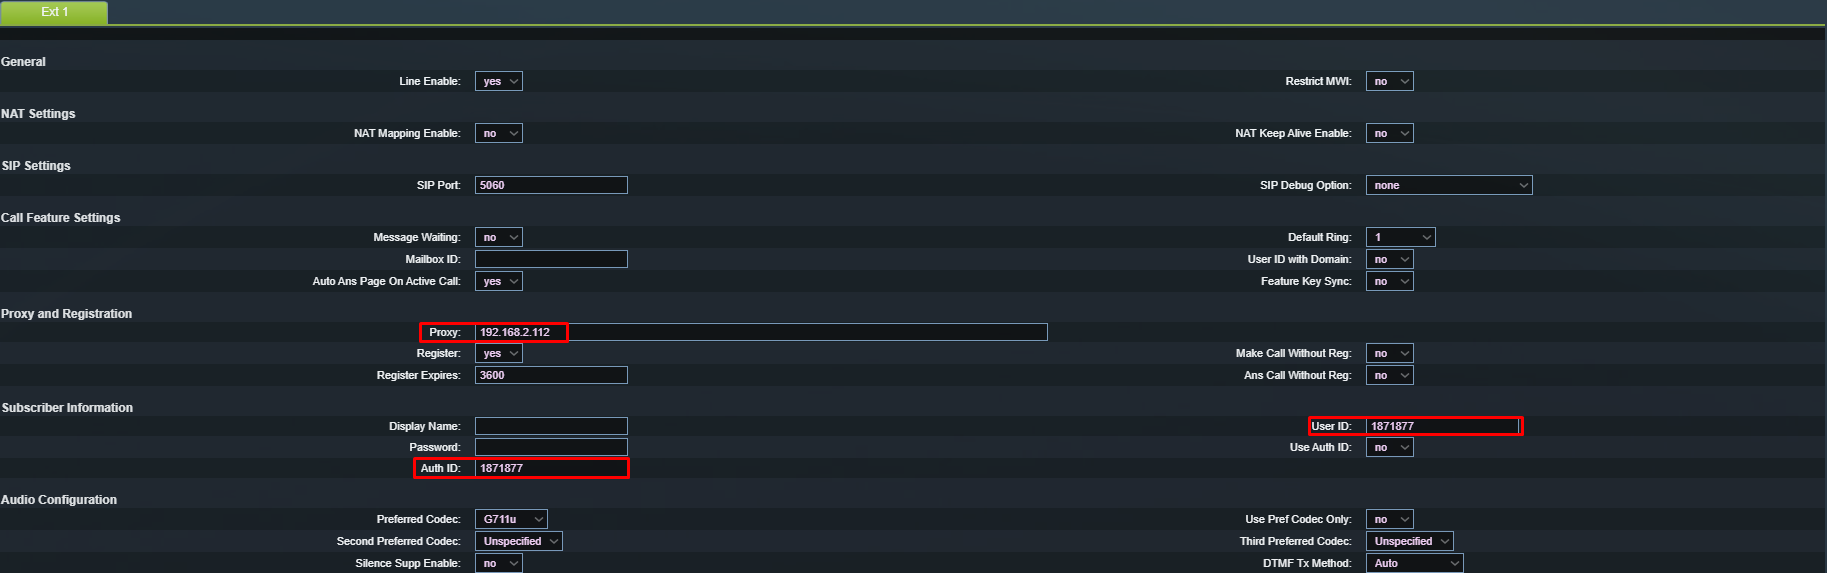 Ext 1
General
Line Enable: yes Restrict MWI: no
NAT Settings
NAT Mapping Enable: no NAT Keep Alive Enable: no
SIP Settings
SIP Port: 5060 SIP Debug Option: none
Call Feature Settings
Message Waiting: no Default Ring: 1
Mailbox ID: User ID with Domain: no
Auto Ans Page On Active Call: yes Feature Key Sync: no
Proxy and Registration
Proxy: 192.168.2.112
Register: yes Make Call Without Reg: no
Register Expires: 3600 Ans Call Without Reg: no
Subscriber Information
Display Name: User ID: 1871877
Password: Use Auth ID: no
Auth ID: 1871877
Audio Configuration
Preferred Codec: G711u Use Pref Codec Only: no
Second Preferred Codec: Unspecified Third Preferred Codec: Unspecified
Silence Supp Enable: no DTMF Tx Method: Auto